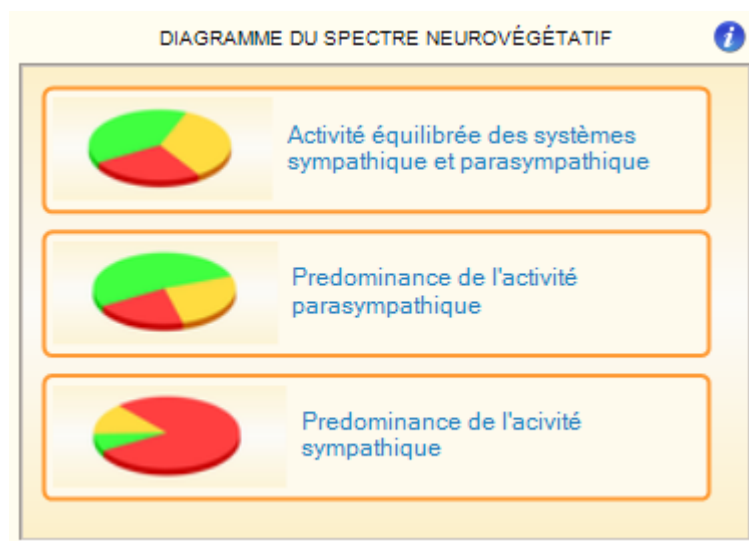 DIAGRAMME DU SPECTRE NEUROVÉGÉTATIF
i
Activité équilibrée des systèmes
sympathique et parasympathique
Predominance de l'activité
parasympathique
Predominance de l'acivité
sympathique